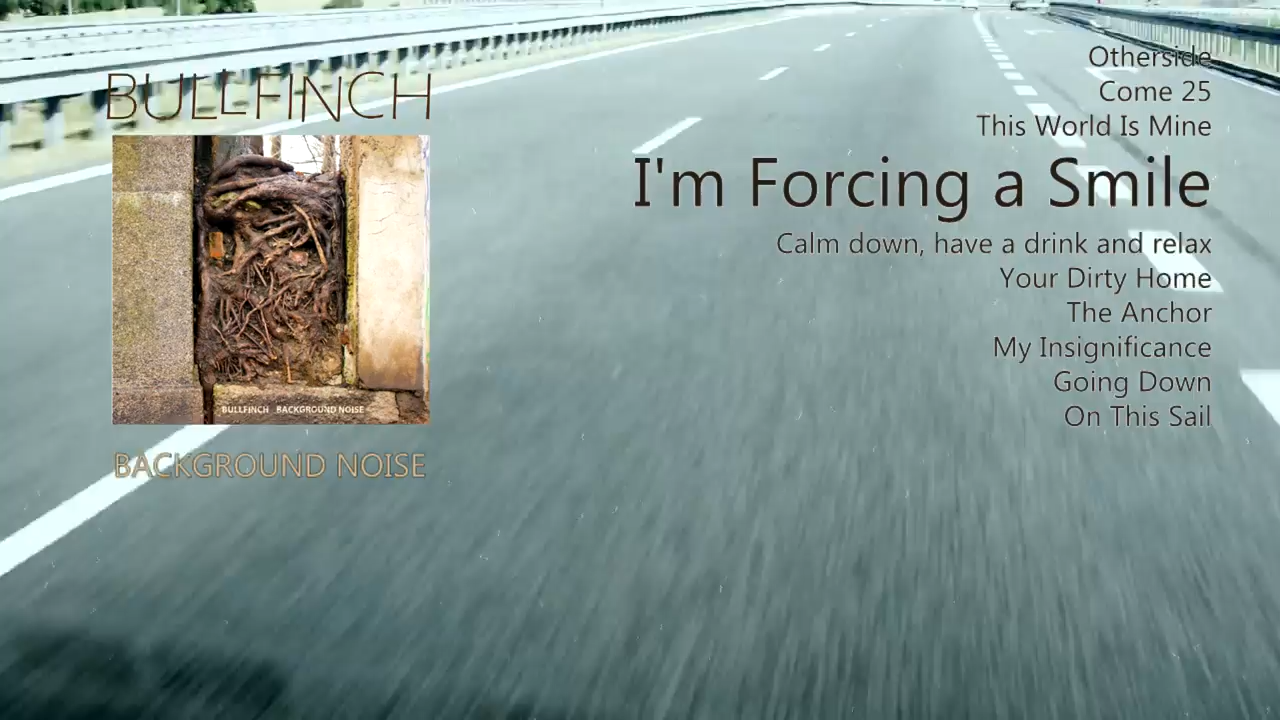 BULLFINCH
BULLFINCH BACKGROUND NOISE
BACKGROUND NOISE
Otherside
Come 25
This World Is Mine
I'm Forcing a Smile
Calm down, have a drink and relax
Your Dirty Home
The Anchor
My Insignificance
Going Down
On This Sail